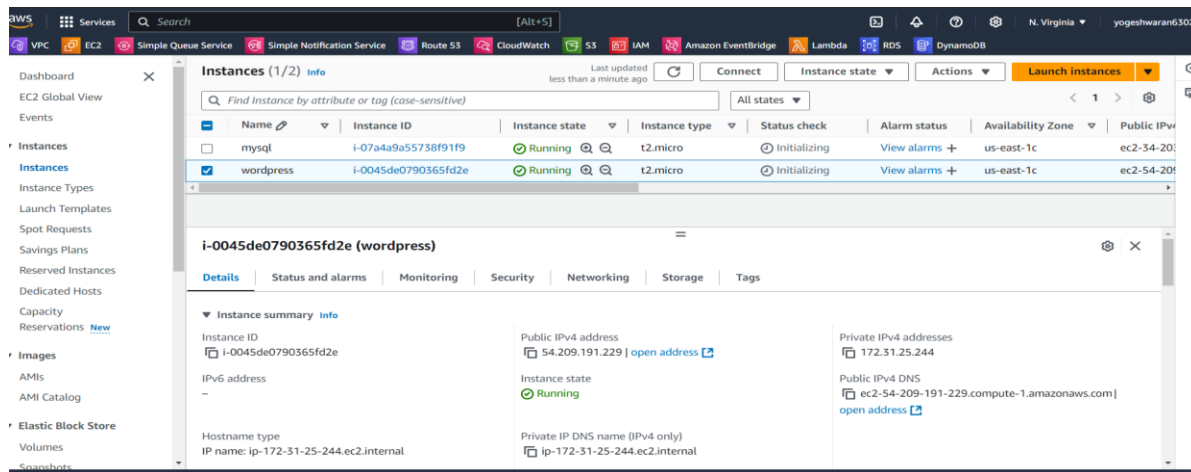 aws Services Search [Alt+S] N. Virginia yogeshwaran630
VPC EC2 Simple Queue Service Simple Notification Service Route 53 CloudWatch S3 IAM Amazon EventBridge Lambda RDS DynamoDB
Dashboard
EC2 Global View
Events
Instances
Instances
Instance Types
Launch Templates
Spot Requests
Savings Plans
Reserved Instances
Dedicated Hosts
Capacity
Reservations New
Images
AMIs
AMI Catalog
Elastic Block Store
Volumes
Snapshots
Instances (1/2) Info
Last updated
less than a minute ago
Connect Instance state Actions Launch instances
Find Instance by attribute or tag (case-sensitive) All states 1
Name Instance ID Instance state Instance type Status check Alarm status Availability Zone Public IPv4
mysql i-07a4a9a55738f91f9 Running t2.micro Initializing View alarms + us-east-1c ec2-34-203
wordpress i-0045de0790365fd2e Running t2.micro Initializing View alarms + us-east-1c ec2-54-209
i-0045de0790365fd2e (wordpress)
Details Status and alarms Monitoring Security Networking Storage Tags
Instance summary Info
Instance ID
i-0045de0790365fd2e
Public IPv4 address
54.209.191.229 | open address
Private IPv4 addresses
172.31.25.244
IPv6 address
–
Instance state
Running
Public IPv4 DNS
ec2-54-209-191-229.compute-1.amazonaws.com |
open address
Hostname type
IP name: ip-172-31-25-244.ec2.internal
Private IP DNS name (IPv4 only)
ip-172-31-25-244.ec2.internal